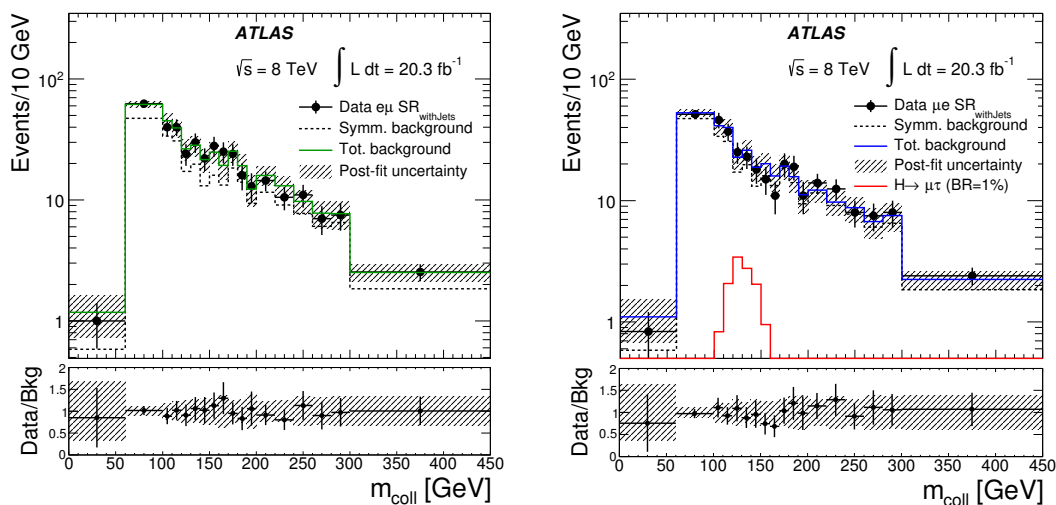 ATLAS
√s = 8 TeV ∫ L dt = 20.3 fb⁻¹
Data eμ SR_withJets
Symm. background
Tot. background
Post-fit uncertainty
Events/10 GeV
10²
10
1
Data/Bkg
2
1.5
1
0.5
0
0 50 100 150 200 250 300 350 400 450
m_coll [GeV]
ATLAS
√s = 8 TeV ∫ L dt = 20.3 fb⁻¹
Data μe SR_withJets
Symm. background
Tot. background
Post-fit uncertainty
H→ μτ (BR=1%)
Events/10 GeV
10²
10
1
Data/Bkg
2
1.5
1
0.5
0
0 50 100 150 200 250 300 350 400 450
m_coll [GeV]